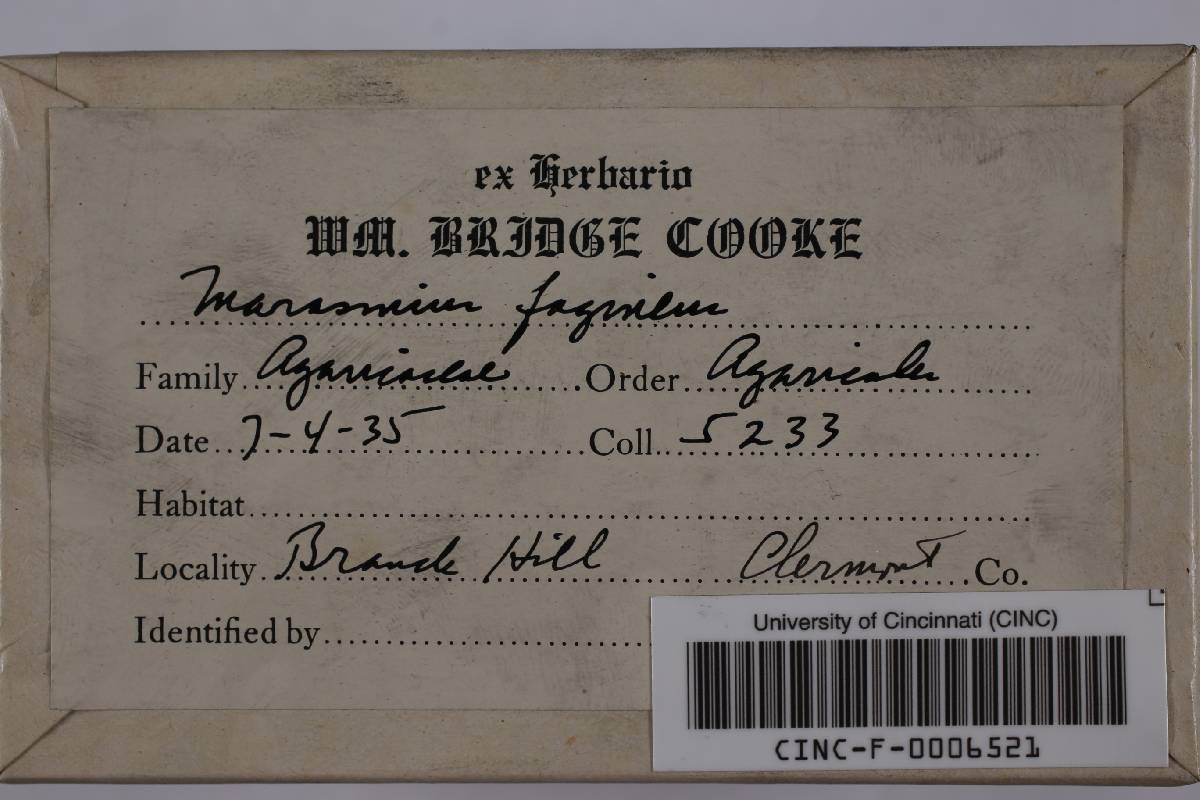 ex Herbario
WM. BRIDGE COOKE
Marasmius fagineus
Family Agaricaceae Order Agaricales
Date 7-4-35 Coll. 5233
Habitat
Locality Branch Hill Clermont Co.
Identified by
University of Cincinnati (CINC)
CINC-F-0006521